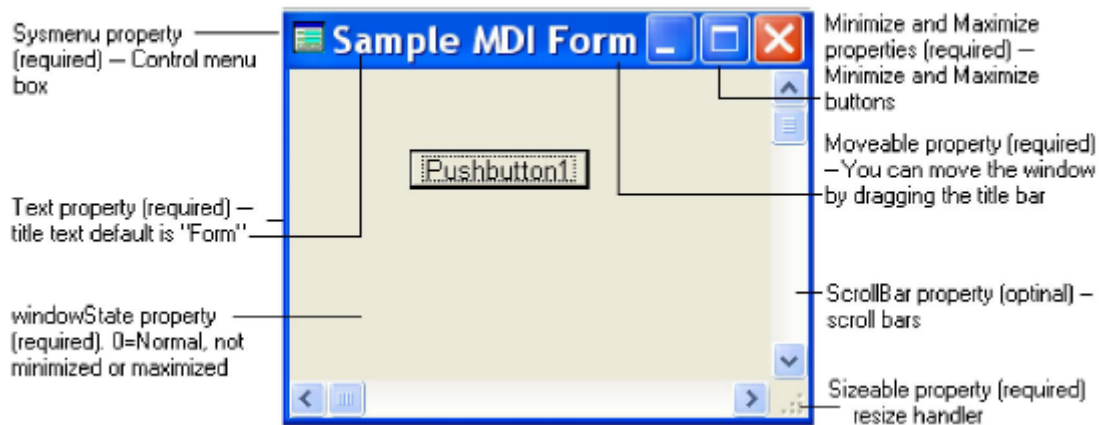 Sysmenu property
(required) – Control menu
box
Text property (required) –
title text default is "Form"
windowState property
(required). 0=Normal, not
minimized or maximized
Sample MDI Form
Pushbutton1
Minimize and Maximize
properties (required) –
Minimize and Maximize
buttons
Moveable property (required)
– You can move the window
by dragging the title bar
ScrollBar property (optinal) –
scroll bars
Sizeable property (required)
resize handler